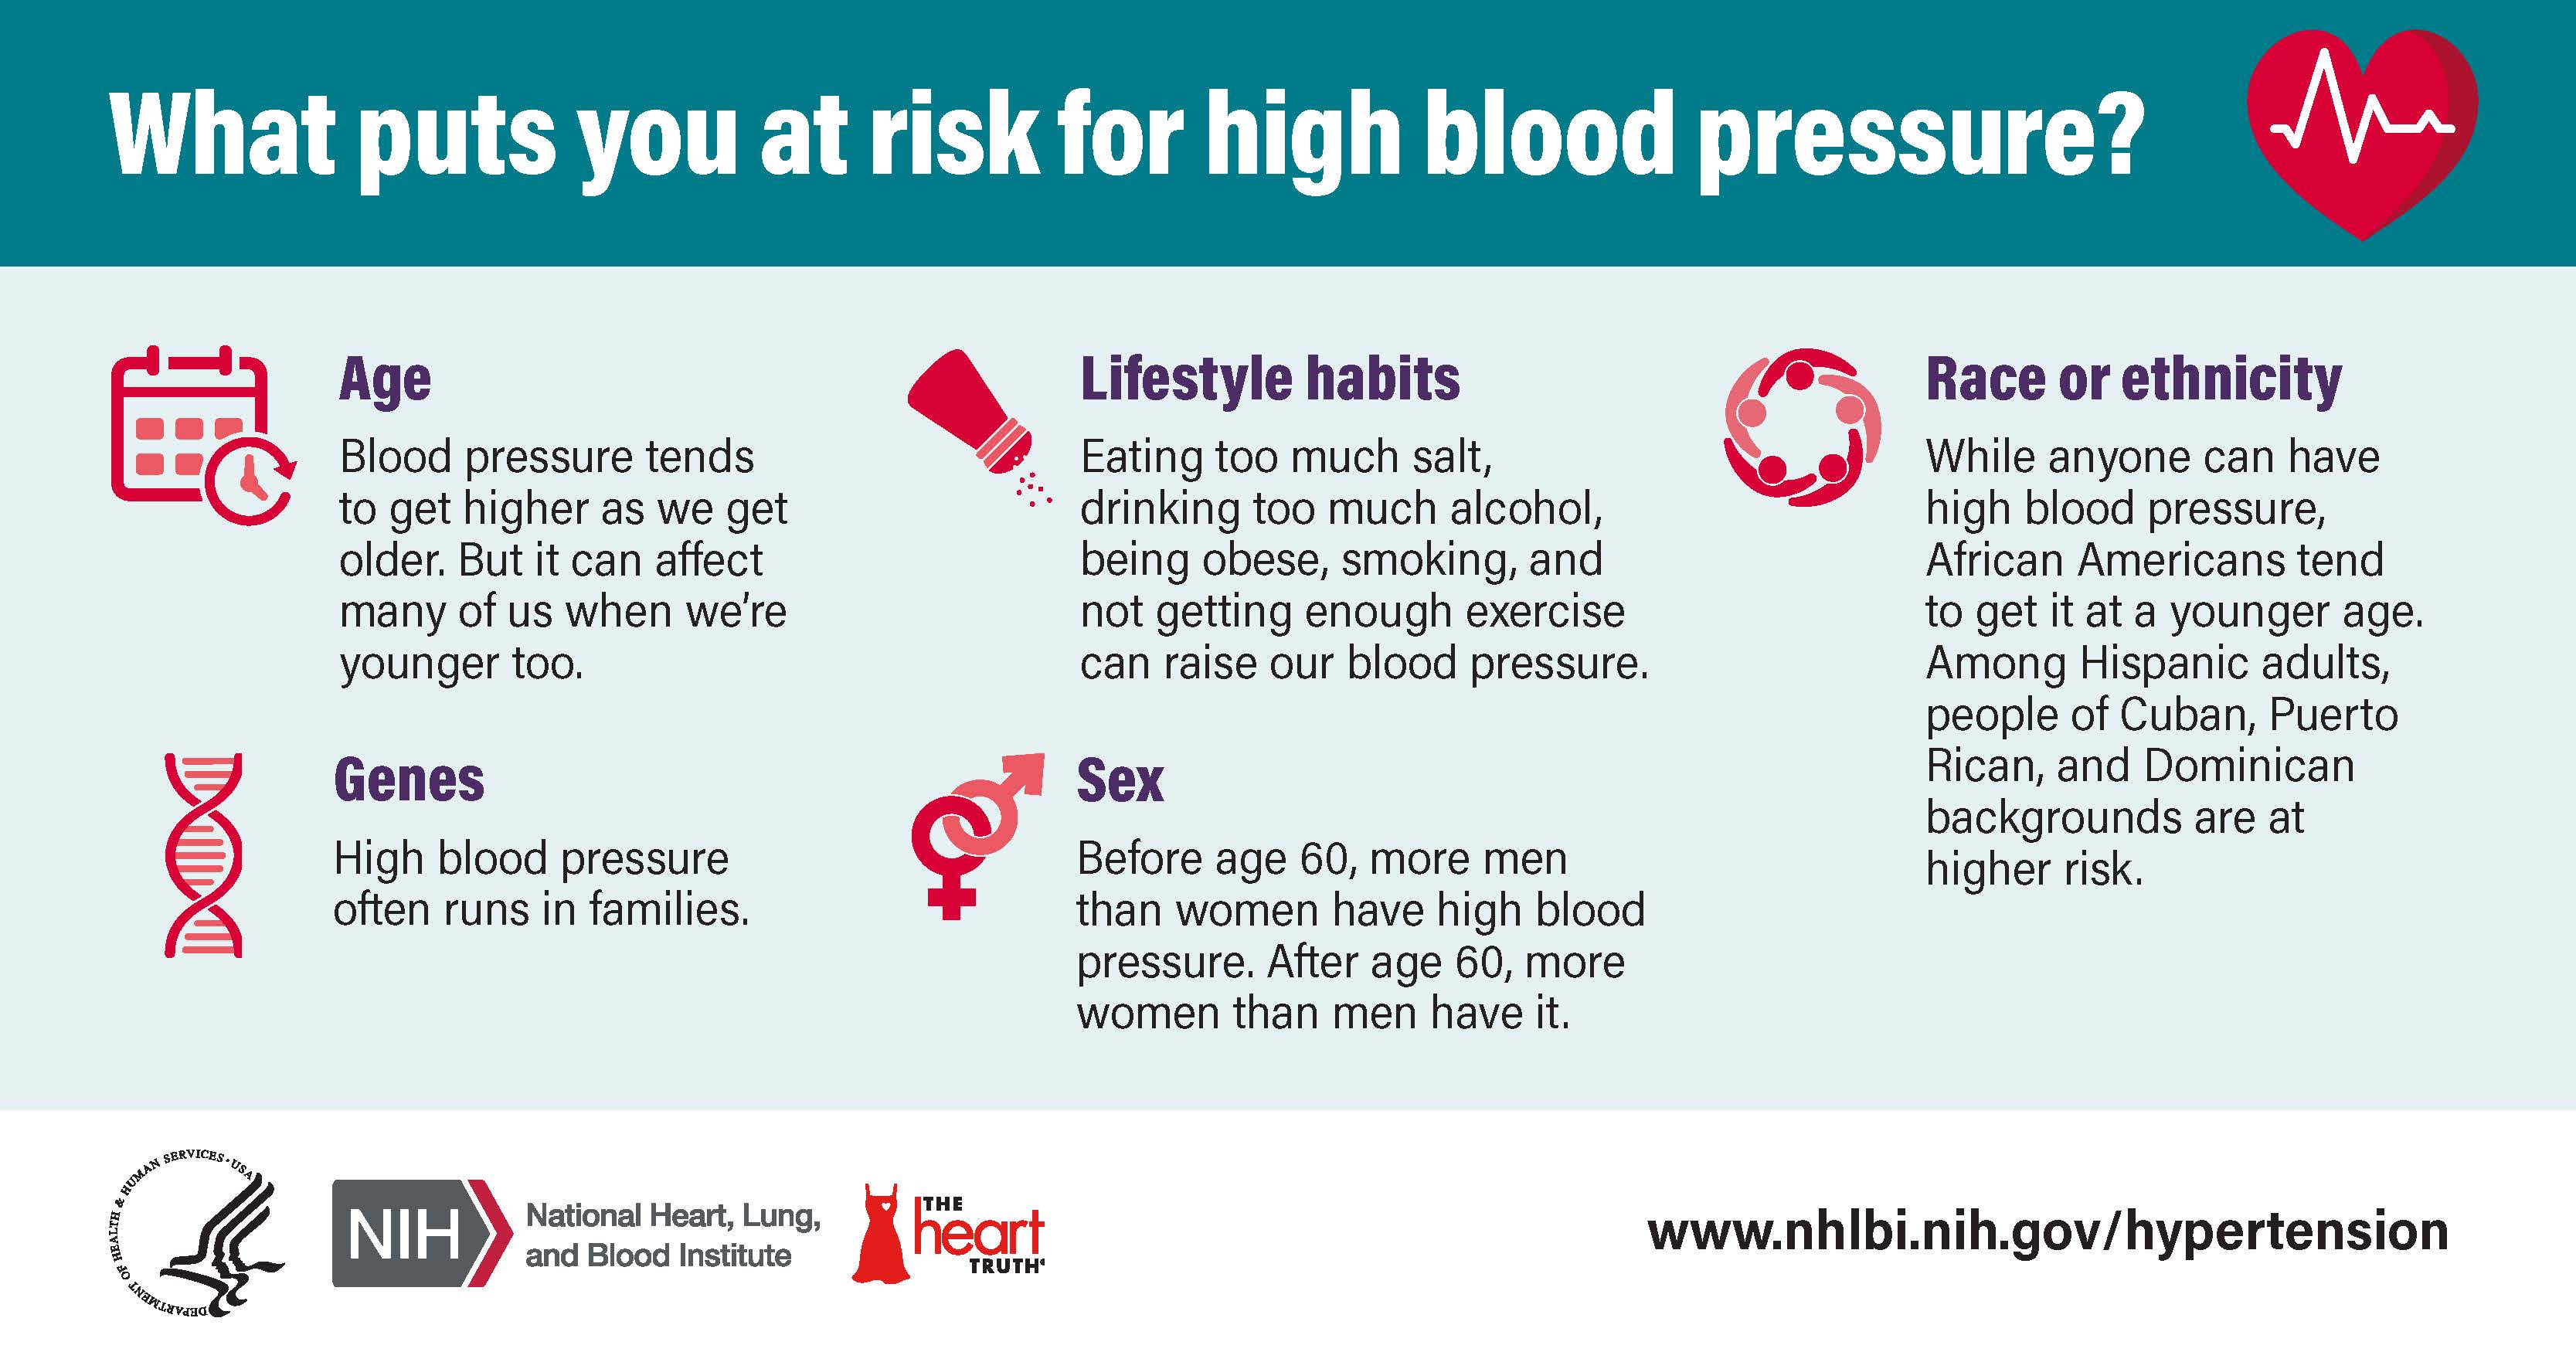 What puts you at risk for high blood pressure?
Age
Blood pressure tends
to get higher as we get
older. But it can affect
many of us when we’re
younger too.
Genes
High blood pressure
often runs in families.
Lifestyle habits
Eating too much salt,
drinking too much alcohol,
being obese, smoking, and
not getting enough exercise
can raise our blood pressure.
Sex
Before age 60, more men
than women have high blood
pressure. After age 60, more
women than men have it.
Race or ethnicity
While anyone can have
high blood pressure,
African Americans tend
to get it at a younger age.
Among Hispanic adults,
people of Cuban, Puerto
Rican, and Dominican
backgrounds are at
higher risk.
DEPARTMENT OF HEALTH & HUMAN SERVICES • USA
NIH
National Heart, Lung,
and Blood Institute
THE
heart
TRUTH
www.nhlbi.nih.gov/hypertension